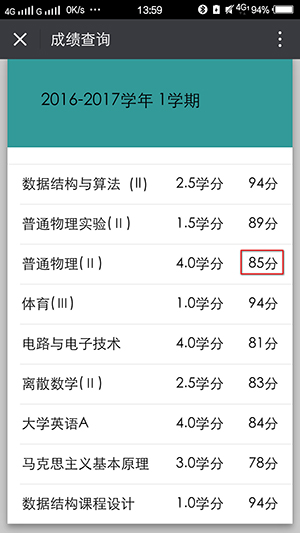 4G G 0K/s ... 13:59 4G 94%
× 成绩查询
2016-2017学年 1学期
数据结构与算法 (II) 2.5学分 94分
普通物理实验(II) 1.5学分 89分
普通物理(II) 4.0学分 85分
体育(III) 1.0学分 94分
电路与电子技术 4.0学分 81分
离散数学(II) 2.5学分 83分
大学英语A 4.0学分 84分
马克思主义基本原理 3.0学分 78分
数据结构课程设计 1.0学分 94分